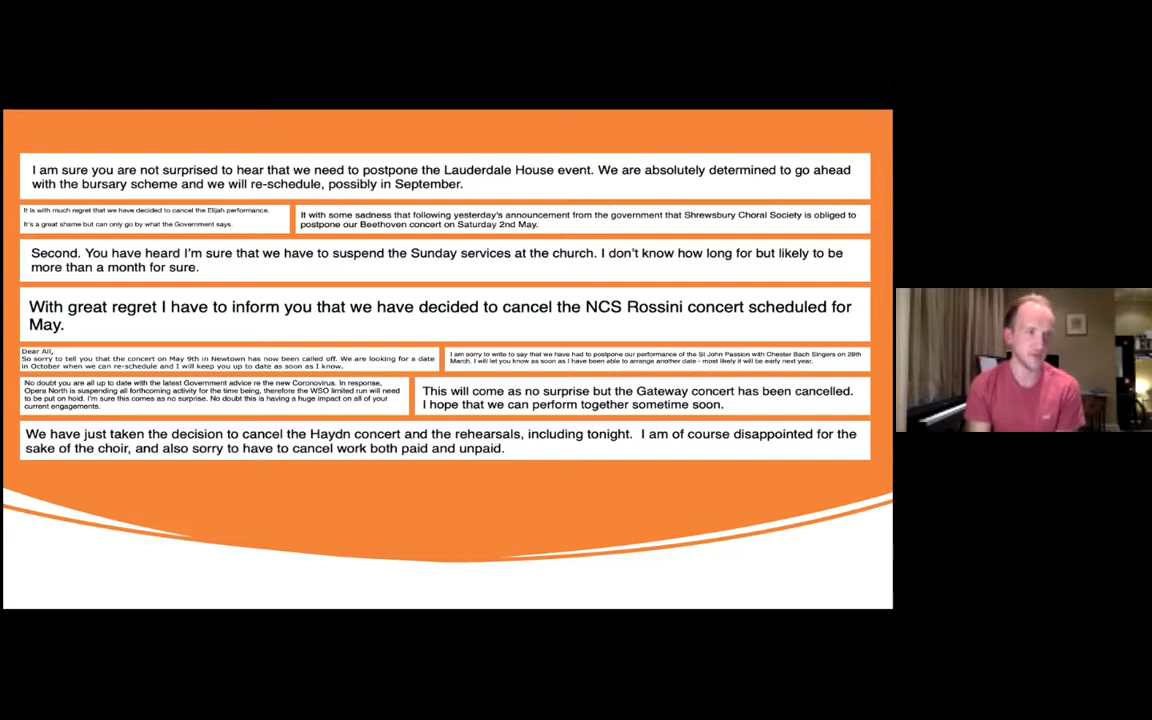 I am sure you are not surprised to hear that we need to postpone the Lauderdale House event. We are absolutely determined to go ahead
with the bursary scheme and we will re-schedule, possibly in September.
It is with much regret that we have decided to cancel the Elijah performance.
It's a great shame but can only go by what the Government says.
It with some sadness that following yesterday's announcement from the government that Shrewsbury Choral Society is obliged to
postpone our Beethoven concert on Saturday 2nd May.
Second. You have heard I'm sure that we have to suspend the Sunday services at the church. I don't know how long for but likely to be
more than a month for sure.
With great regret I have to inform you that we have decided to cancel the NCS Rossini concert scheduled for
May.
Dear All,
So sorry to tell you that the concert on May 9th in Newtown has now been called off. We are looking for a date
in October when we can re-schedule and I will keep you up to date as soon as I know.
I am sorry to write to say that we have had to postpone our performance of the St John Passion with Chester Bach Singers on 29th
March. I will let you know as soon as I have been able to arrange another date - most likely it will be early next year.
No doubt you are all up to date with the latest Government advice re the new Coronovirus. In response,
Opera North is suspending all forthcoming activity for the time being, therefore the WSO limited run will need
to be put on hold. I'm sure this comes as no surprise. No doubt this is having a huge impact on all of your
current engagements.
This will come as no surprise but the Gateway concert has been cancelled.
I hope that we can perform together sometime soon.
We have just taken the decision to cancel the Haydn concert and the rehearsals, including tonight. I am of course disappointed for the
sake of the choir, and also sorry to have to cancel work both paid and unpaid.